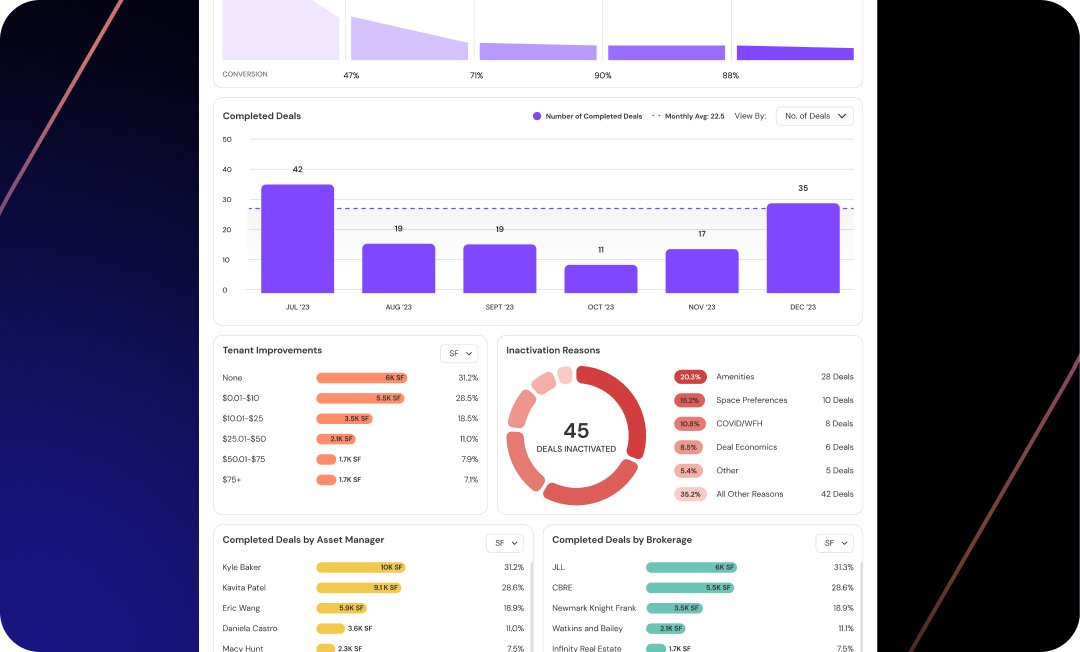 CONVERSION 47% 71% 90% 88%
Completed Deals
Number of Completed Deals
Monthly Avg: 22.5
View By:
No. of Deals
50
40
30
20
10
0
42
19
19
11
17
35
JUL '23
AUG '23
SEPT '23
OCT '23
NOV '23
DEC '23
Tenant Improvements
SF
None 6K SF 31.2%
$0.01-$10 5.5K SF 28.5%
$10.01-$25 3.5K SF 18.5%
$25.01-$50 2.1K SF 11.0%
$50.01-$75 1.7K SF 7.9%
$75+ 1.7K SF 7.1%
Inactivation Reasons
45
DEALS INACTIVATED
20.3% Amenities 28 Deals
15.2% Space Preferences 10 Deals
10.8% COVID/WFH 8 Deals
8.5% Deal Economics 6 Deals
5.4% Other 5 Deals
35.2% All Other Reasons 42 Deals
Completed Deals by Asset Manager
SF
Kyle Baker 10K SF 31.2%
Kavita Patel 9.1 K SF 28.6%
Eric Wang 5.9K SF 18.9%
Daniela Castro 3.6K SF 11.0%
Macy Hunt 2.3K SF 7.5%
Completed Deals by Brokerage
SF
JLL 6K SF 31.3%
CBRE 5.5K SF 28.6%
Newmark Knight Frank 3.5K SF 18.9%
Watkins and Bailey 2.1K SF 11.1%
Infinity Real Estate 1.7K SF 7.5%